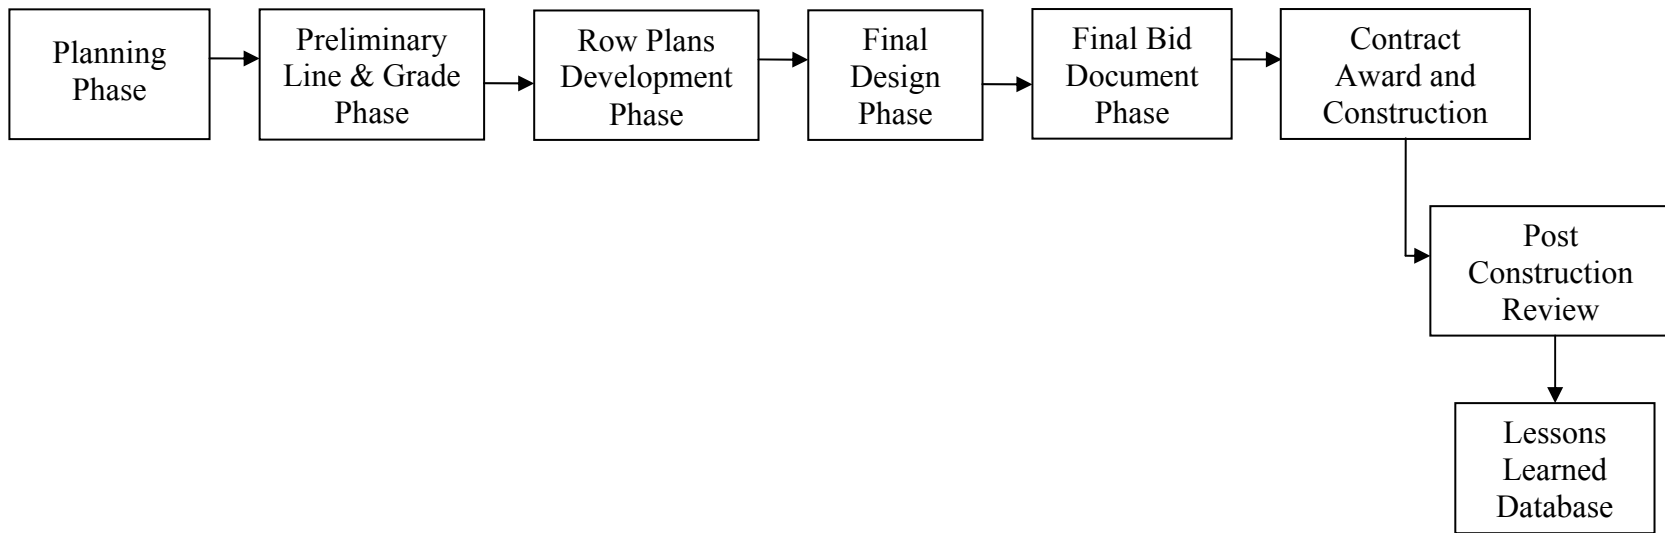 Planning
Phase
Preliminary
Line & Grade
Phase
Row Plans
Development
Phase
Final
Design
Phase
Final Bid
Document
Phase
Contract
Award and
Construction
Post
Construction
Review
Lessons
Learned
Database